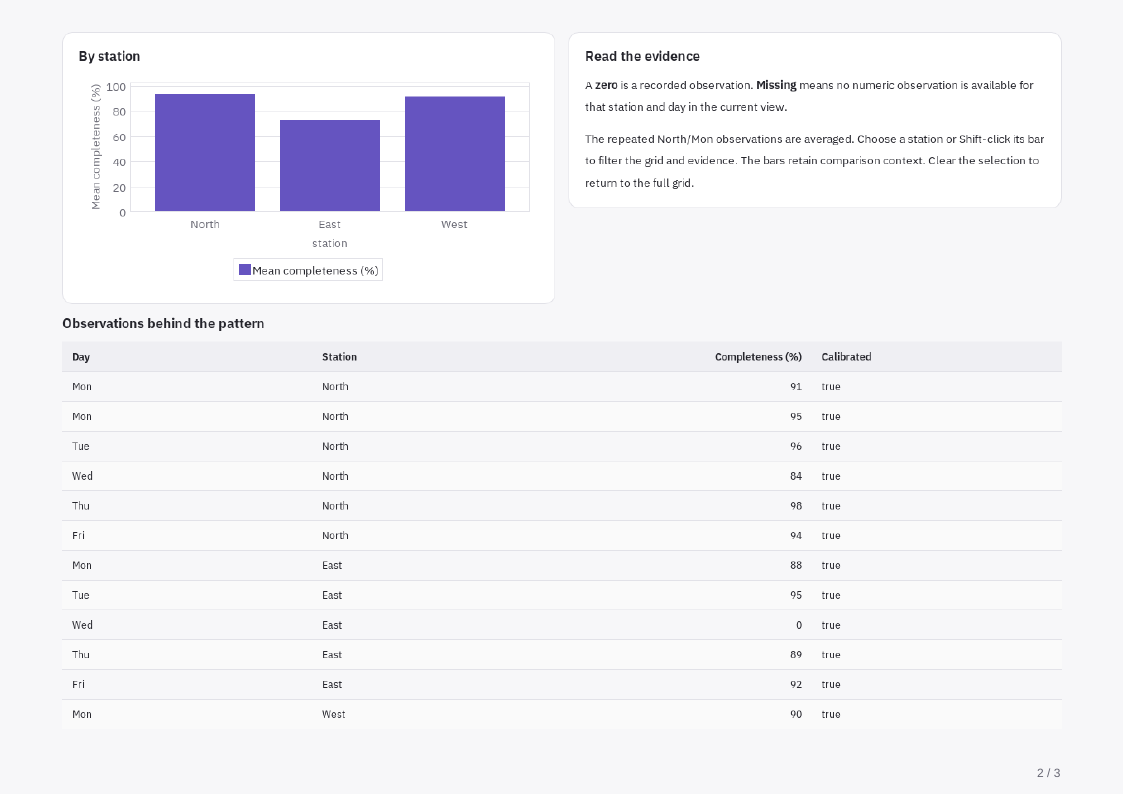 By station
Mean completeness (%)
100
80
60
40
20
0
North East West
station
Mean completeness (%)
Read the evidence
A zero is a recorded observation. Missing means no numeric observation is available for
that station and day in the current view.
The repeated North/Mon observations are averaged. Choose a station or Shift-click its bar
to filter the grid and evidence. The bars retain comparison context. Clear the selection to
return to the full grid.
Observations behind the pattern
Day Station Completeness (%) Calibrated
Mon North 91 true
Mon North 95 true
Tue North 96 true
Wed North 84 true
Thu North 98 true
Fri North 94 true
Mon East 88 true
Tue East 95 true
Wed East 0 true
Thu East 89 true
Fri East 92 true
Mon West 90 true
2 / 3